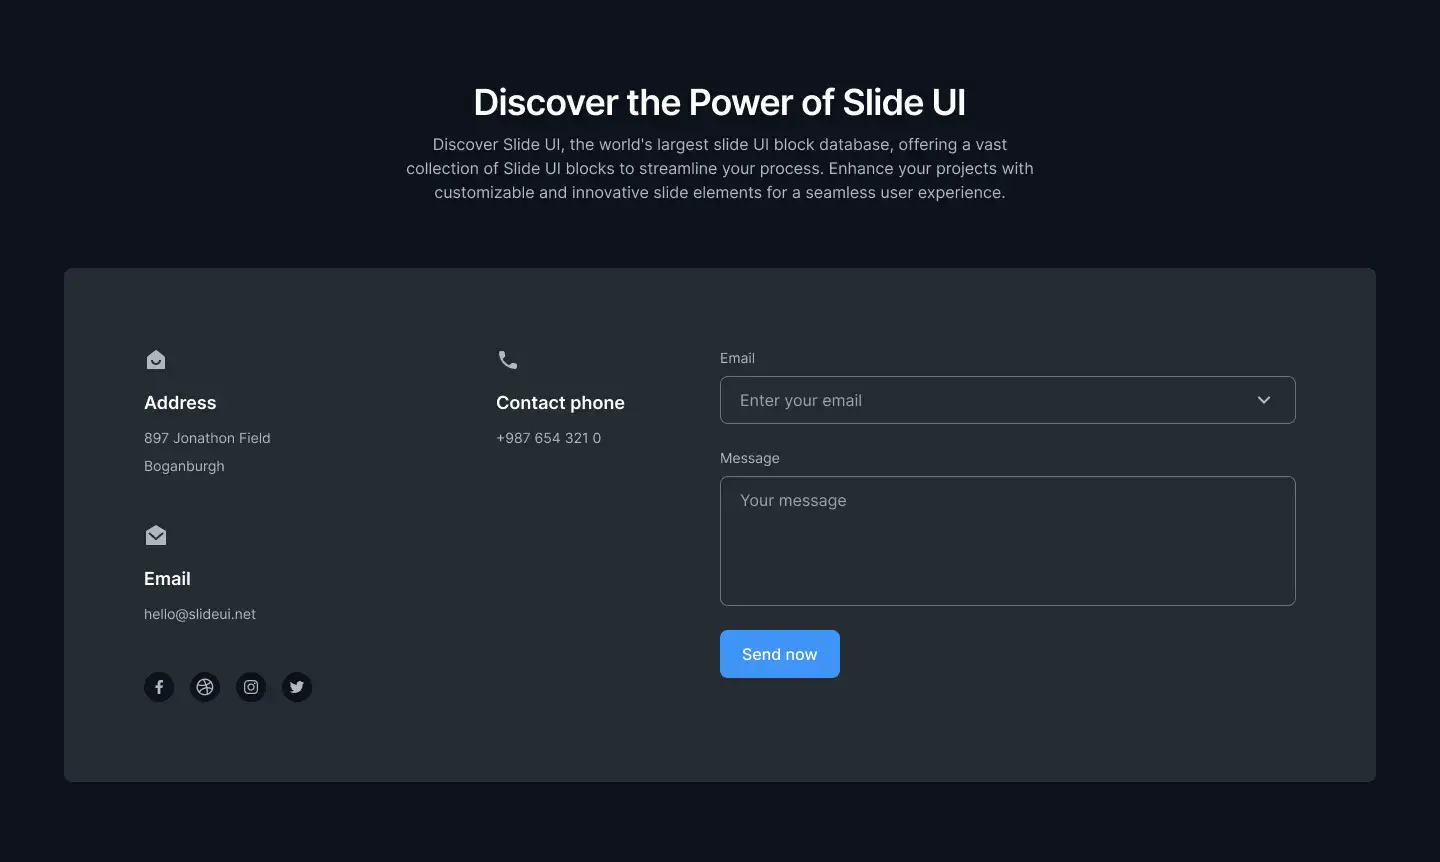 Discover the Power of Slide UI
Discover Slide UI, the world's largest slide UI block database, offering a vast
collection of Slide UI blocks to streamline your process. Enhance your projects with
customizable and innovative slide elements for a seamless user experience.
Address
897 Jonathon Field
Boganburgh
Contact phone
+987 654 321 0
Email
hello@slideui.net
Email
Enter your email
Message
Your message
Send now